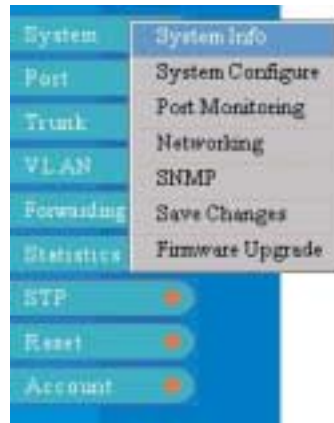 System
Port
Trunk
VLAN
Forwarding
Statistics
STP
Reset
Account
System Info
System Configure
Port Monitoring
Networking
SNMP
Save Changes
Firmware Upgrade